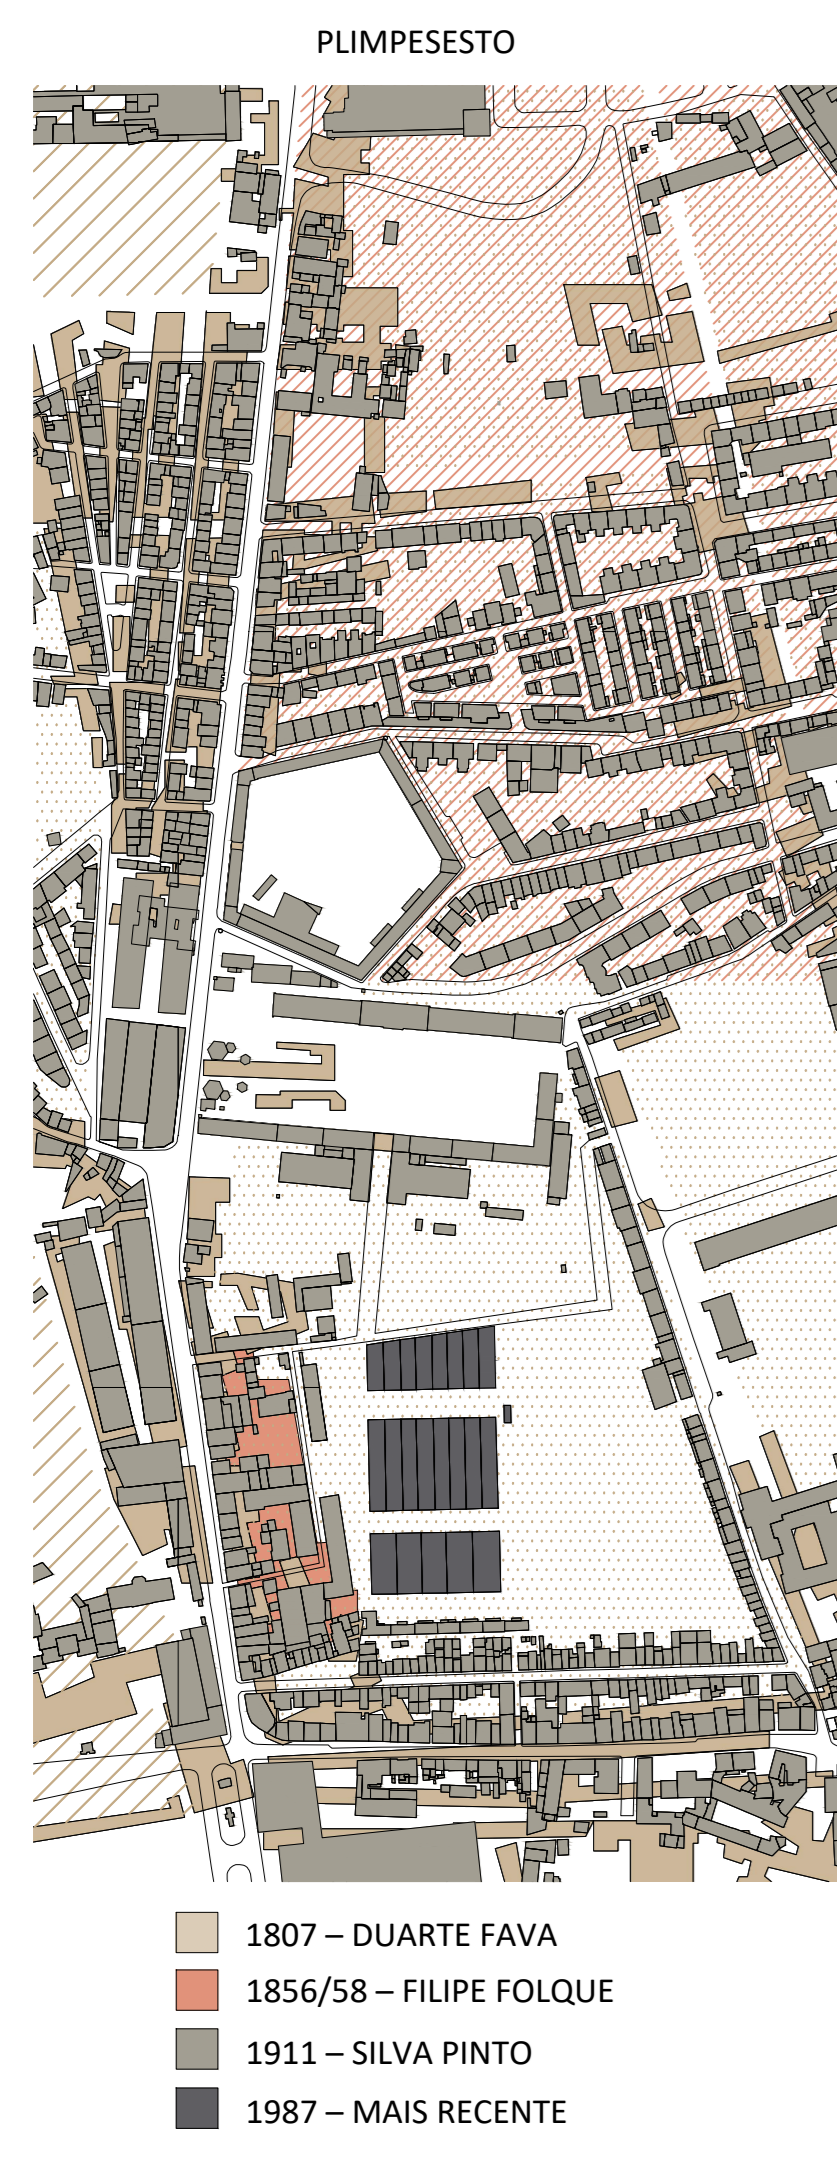 PLIMPESESTO
1807 – DUARTE FAVA
1856/58 – FILIPE FOLQUE
1911 – SILVA PINTO
1987 – MAIS RECENTE